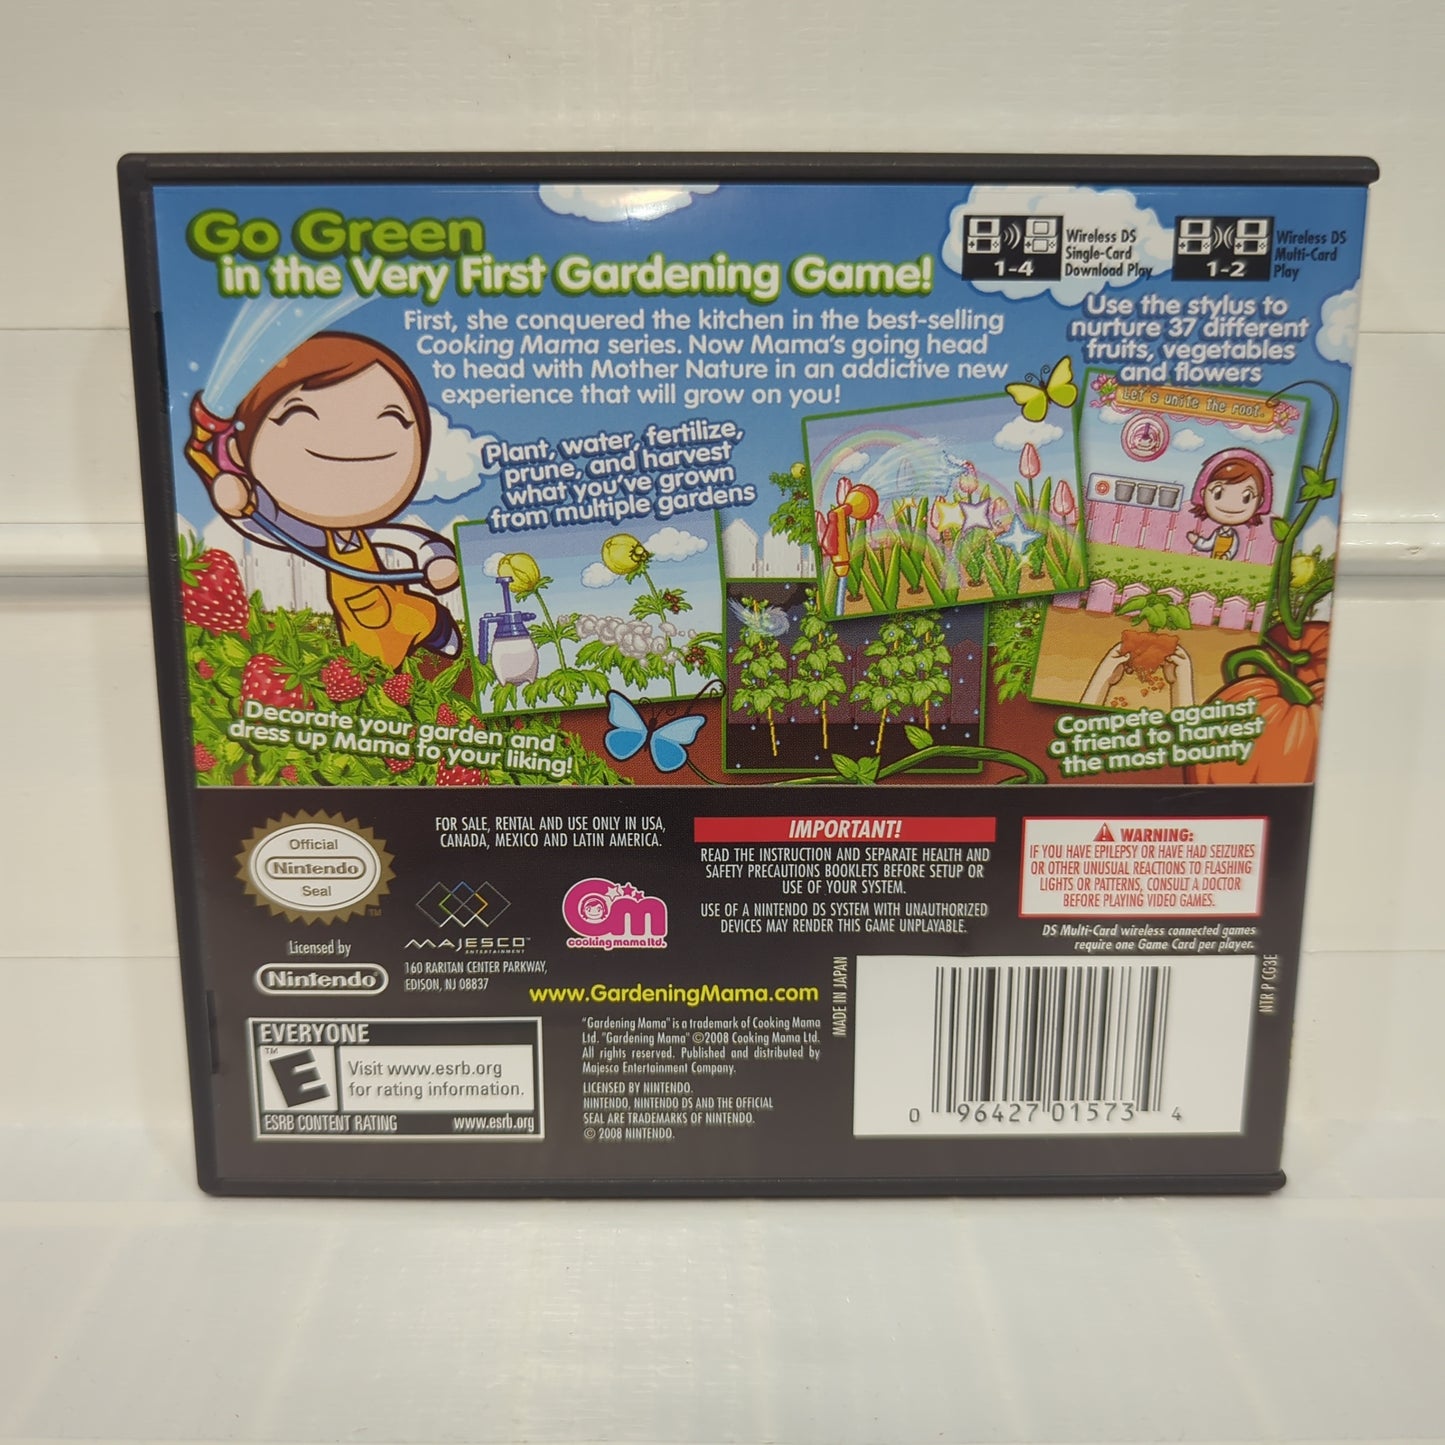 Go Green
in the Very First Gardening Game!
1-4
Wireless DS
Single-Card
Download Play
1-2
Wireless DS
Multi-Card
Play
First, she conquered the kitchen in the best-selling
Cooking Mama series. Now Mama's going head
to head with Mother Nature in an addictive new
experience that will grow on you!
Use the stylus to
nurture 37 different
fruits, vegetables
and flowers
Let's unite the root.
Plant, water, fertilize,
prune, and harvest
what you've grown
from multiple gardens
Decorate your garden and
dress up Mama to your liking!
Compete against
a friend to harvest
the most bounty
Official
Nintendo
Seal
TM
Licensed by
Nintendo
FOR SALE, RENTAL AND USE ONLY IN USA,
CANADA, MEXICO AND LATIN AMERICA.
MAJESCO™
ENTERTAINMENT
160 RARITAN CENTER PARKWAY,
EDISON, NJ 08837
cm
cookingmama ltd.
IMPORTANT!
READ THE INSTRUCTION AND SEPARATE HEALTH AND
SAFETY PRECAUTIONS BOOKLETS BEFORE SETUP OR
USE OF YOUR SYSTEM.
USE OF A NINTENDO DS SYSTEM WITH UNAUTHORIZED
DEVICES MAY RENDER THIS GAME UNPLAYABLE.
WARNING:
IF YOU HAVE EPILEPSY OR HAVE HAD SEIZURES
OR OTHER UNUSUAL REACTIONS TO FLASHING
LIGHTS OR PATTERNS, CONSULT A DOCTOR
BEFORE PLAYING VIDEO GAMES.
DS Multi-Card wireless connected games
require one Game Card per player.
www.GardeningMama.com
"Gardening Mama" is a trademark of Cooking Mama
Ltd. "Gardening Mama" ©2008 Cooking Mama Ltd.
All rights reserved. Published and distributed by
Majesco Entertainment Company.
LICENSED BY NINTENDO.
NINTENDO, NINTENDO DS AND THE OFFICIAL
SEAL ARE TRADEMARKS OF NINTENDO.
© 2008 NINTENDO.
EVERYONE
TM
E
Visit www.esrb.org
for rating information.
ESRB CONTENT RATING www.esrb.org
MADE IN JAPAN
NTR P CG3E
0 96427 01573 4